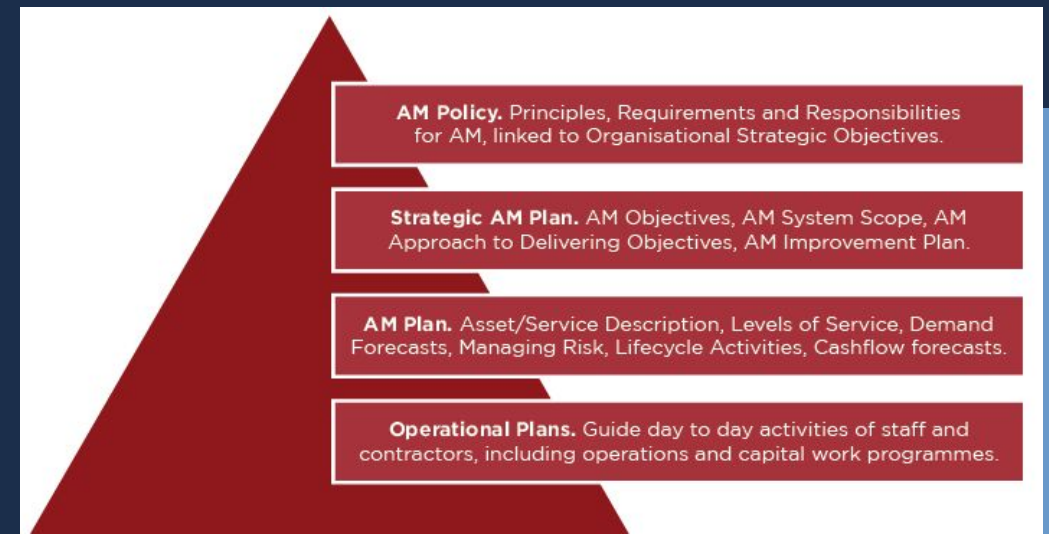 AM Policy. Principles, Requirements and Responsibilities
for AM, linked to Organisational Strategic Objectives.
Strategic AM Plan. AM Objectives, AM System Scope, AM
Approach to Delivering Objectives, AM Improvement Plan.
AM Plan. Asset/Service Description, Levels of Service, Demand
Forecasts, Managing Risk, Lifecycle Activities, Cashflow forecasts.
Operational Plans. Guide day to day activities of staff and
contractors, including operations and capital work programmes.